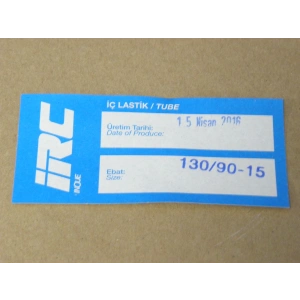 iRC
INOUE
İÇ LASTİK / TUBE
Üretim Tarihi:
Date of Produce:
15 Nisan 2016
Ebat:
Size:
130/90-15